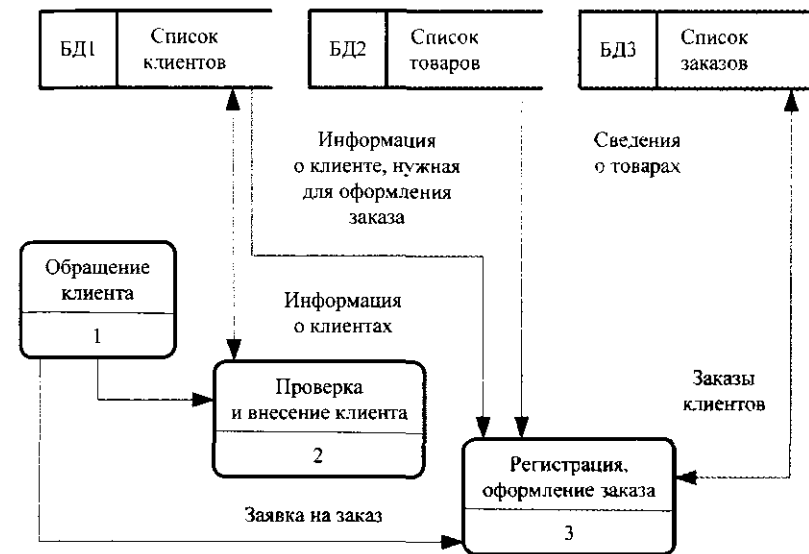 БД1
Список
клиентов
БД2
Список
товаров
БД3
Список
заказов
Информация
о клиенте, нужная
для оформления
заказа
Сведения
о товарах
Обращение
клиента
1
Информация
о клиентах
Проверка
и внесение клиента
2
Заказы
клиентов
Регистрация,
оформление заказа
3
Заявка на заказ